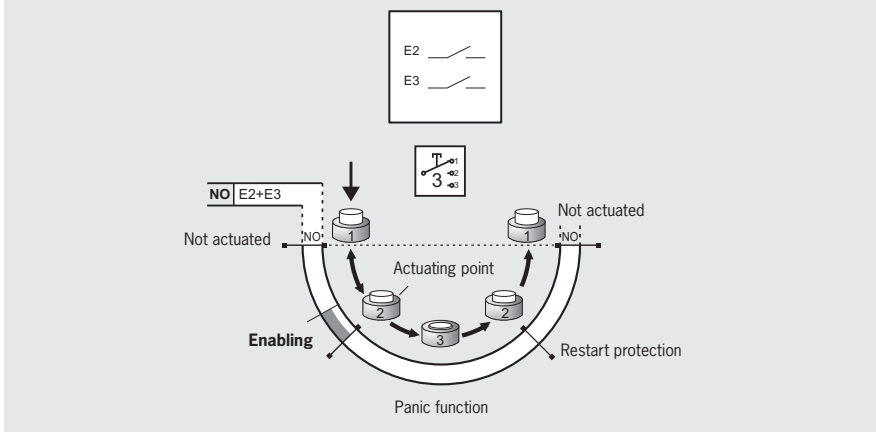 E2
E3
1
2
3
3
NO E2+E3
Not actuated
NO
1
1
NO
Not actuated
Actuating point
2
2
3
Enabling
Restart protection
Panic function